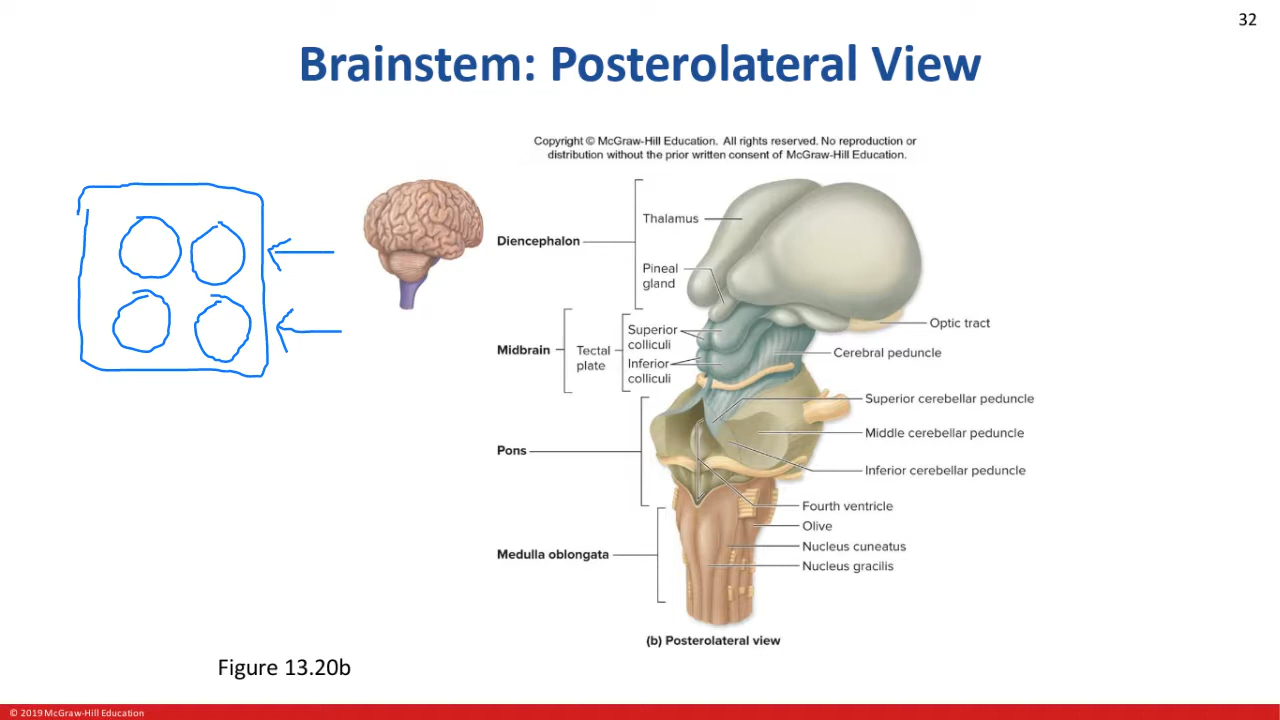 32
Brainstem: Posterolateral View
Copyright © McGraw-Hill Education. All rights reserved. No reproduction or
distribution without the prior written consent of McGraw-Hill Education.
Thalamus
Diencephalon
Pineal
gland
Optic tract
Superior
colliculi
Midbrain
Tectal
plate
Cerebral peduncle
Inferior
colliculi
Superior cerebellar peduncle
Middle cerebellar peduncle
Pons
Inferior cerebellar peduncle
Fourth ventricle
Olive
Medulla oblongata
Nucleus cuneatus
Nucleus gracilis
(b) Posterolateral view
Figure 13.20b
© 2019 McGraw-Hill Education